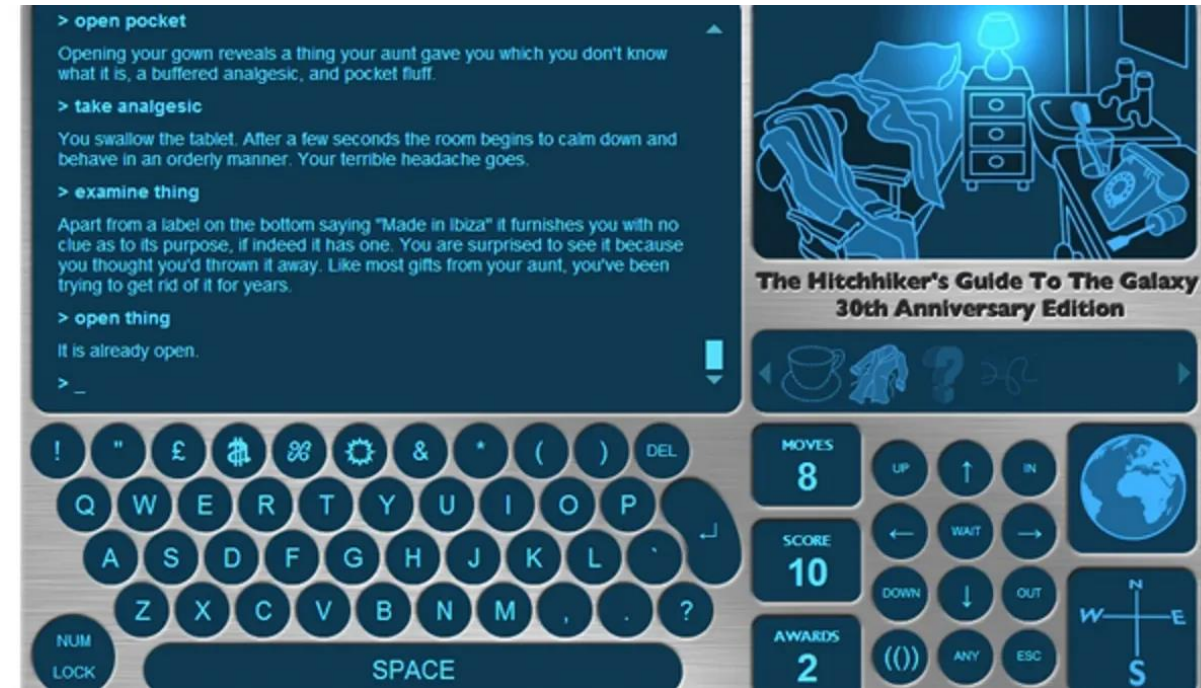 > open pocket
Opening your gown reveals a thing your aunt gave you which you don't know
what it is, a buffered analgesic, and pocket fluff.
> take analgesic
You swallow the tablet. After a few seconds the room begins to calm down and
behave in an orderly manner. Your terrible headache goes.
> examine thing
Apart from a label on the bottom saying "Made in Ibiza" it furnishes you with no
clue as to its purpose, if indeed it has one. You are surprised to see it because
you thought you'd thrown it away. Like most gifts from your aunt, you've been
trying to get rid of it for years.
> open thing
It is already open.
> _
The Hitchhiker's Guide To The Galaxy
30th Anniversary Edition
?
! " £ & * ( ) DEL
Q W E R T Y U I O P
A S D F G H J K L `
Z X C V B N M , . ?
NUM
LOCK
SPACE
MOVES
8
SCORE
10
AWARDS
2
UP ↑ IN
← WAIT →
DOWN ↓ OUT
(()) ANY ESC
N
W E
S